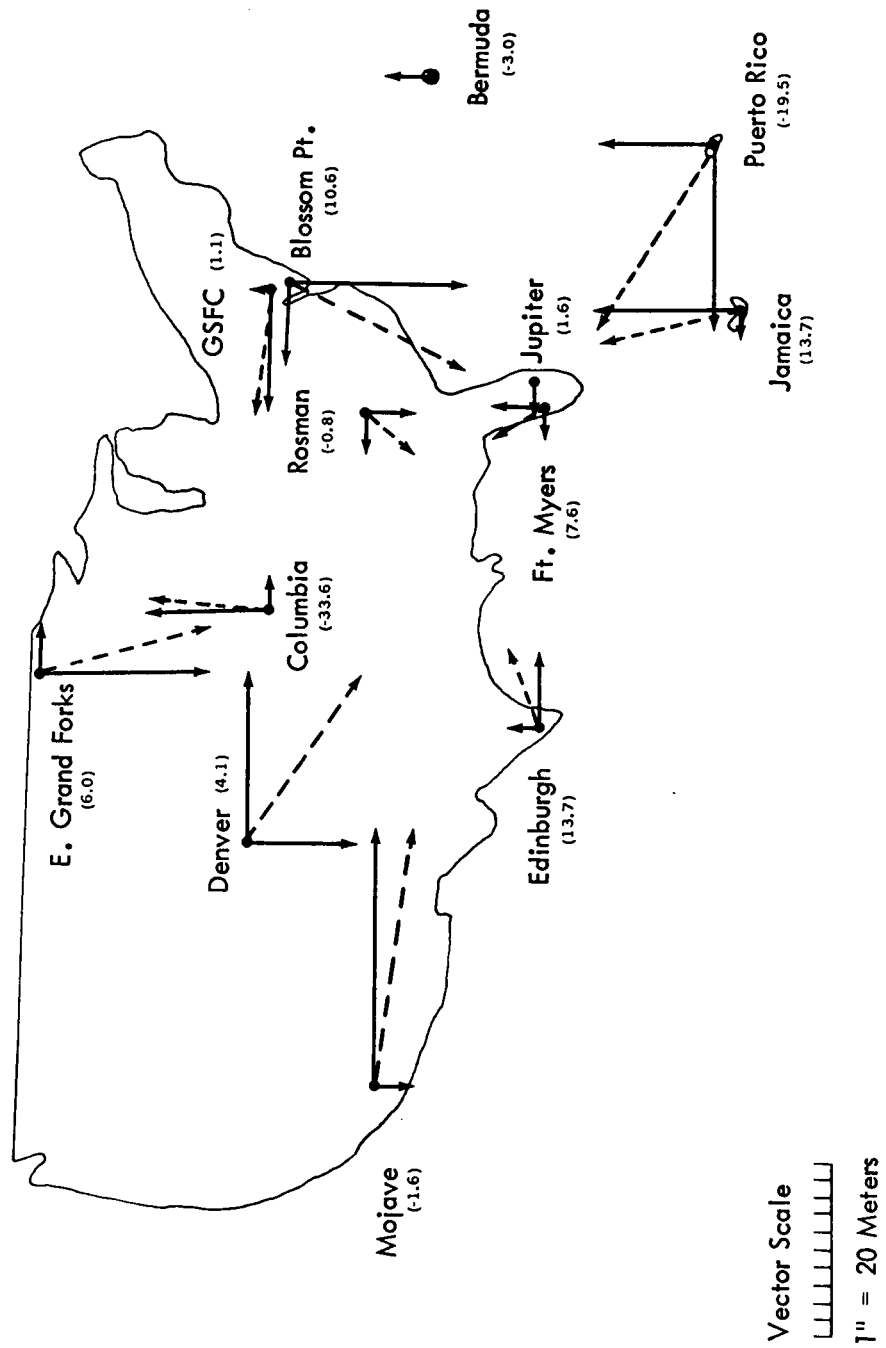 E. Grand Forks
(6.0)
Denver (4.1)
Columbia
(-33.6)
GSFC (1.1)
Blossom Pt.
(10.6)
Rosman
(-0.8)
Bermuda
(-3.0)
Mojave
(-1.6)
Edinburgh
(13.7)
Ft. Myers
(7.6)
Jupiter
(1.6)
Jamaica
(13.7)
Puerto Rico
(-19.5)
Vector Scale
1" = 20 Meters